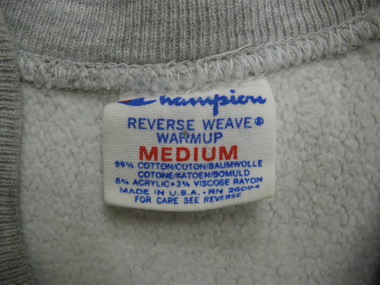 Champion
REVERSE WEAVE®
WARMUP
MEDIUM
89% COTTON/COTON/BAUMWOLLE
COTONE/KATOEN/BOMULD
8% ACRYLIC•3% VISCOSE RAYON
MADE IN U.S.A.•RN 26094
FOR CARE SEE REVERSE